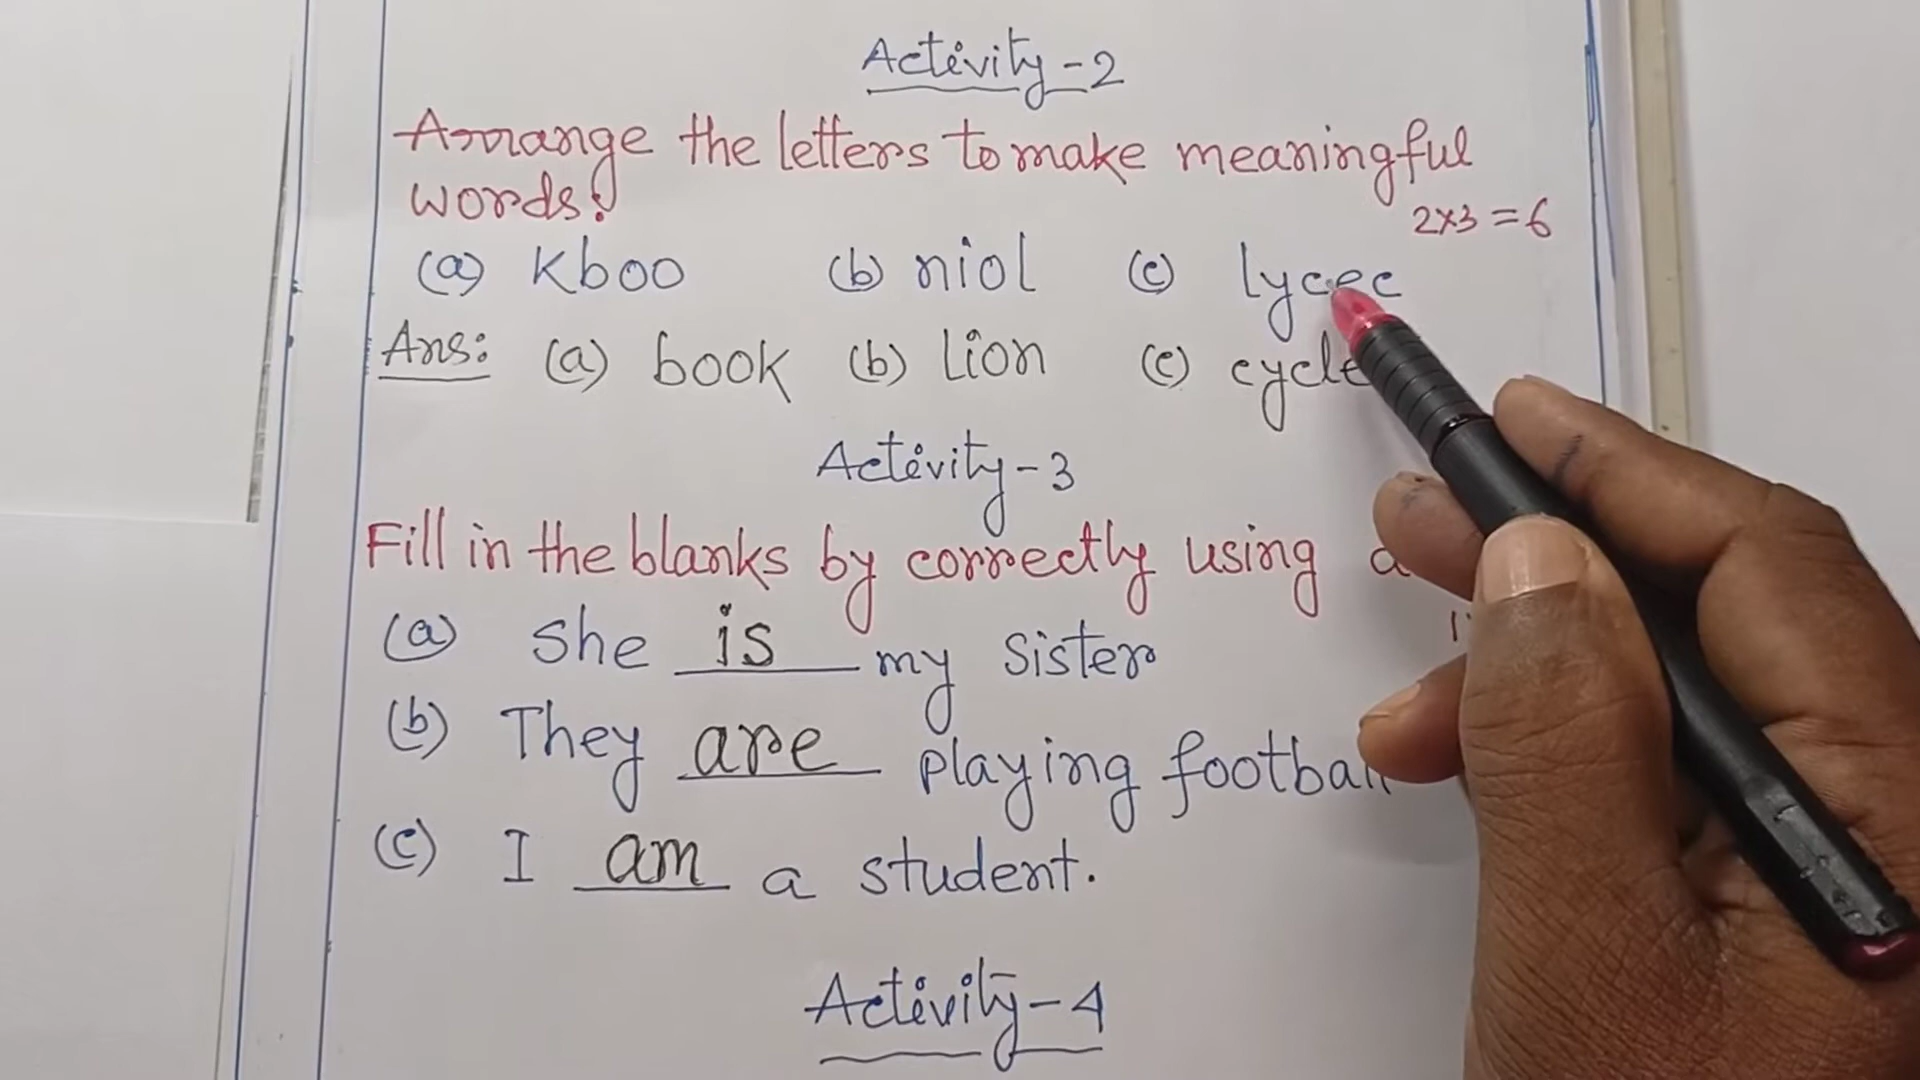 Activity-2
Arrange the letters to make meaningful
words:
2x3=6
(a) kboo (b) niol (c) lycec
Ans: (a) book (b) Lion (c) cycle
Activity-3
Fill in the blanks by correctly using
(a) She is my sister
(b) They are playing football
(c) I am a student.
Activity-4